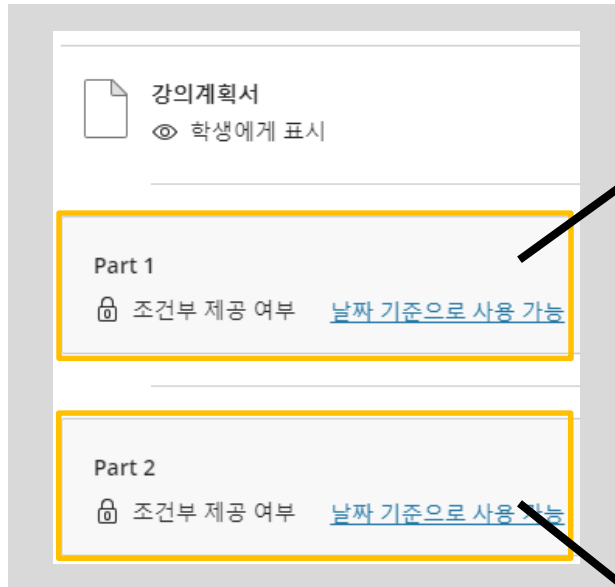 강의계획서
학생에게 표시
Part 1
조건부 제공 여부 날짜 기준으로 사용 가능
Part 2
조건부 제공 여부 날짜 기준으로 사용 가능